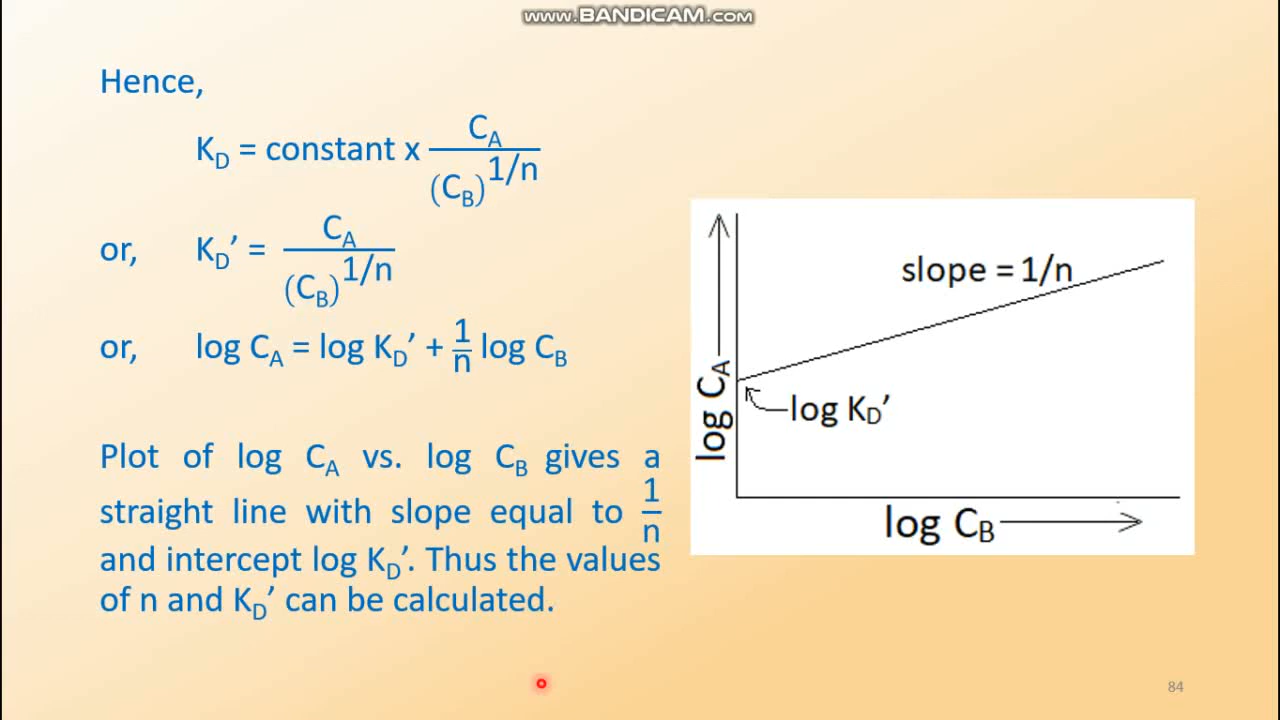 www.BANDICAM.com
Hence,
K_D = constant x C_A / (C_B)^1/n
or, K_D’ = C_A / (C_B)^1/n
or, log C_A = log K_D’ + 1/n log C_B
Plot of log C_A vs. log C_B gives a
straight line with slope equal to 1/n
and intercept log K_D’. Thus the values
of n and K_D’ can be calculated.
slope = 1/n
log K_D’
log C_A
log C_B
84